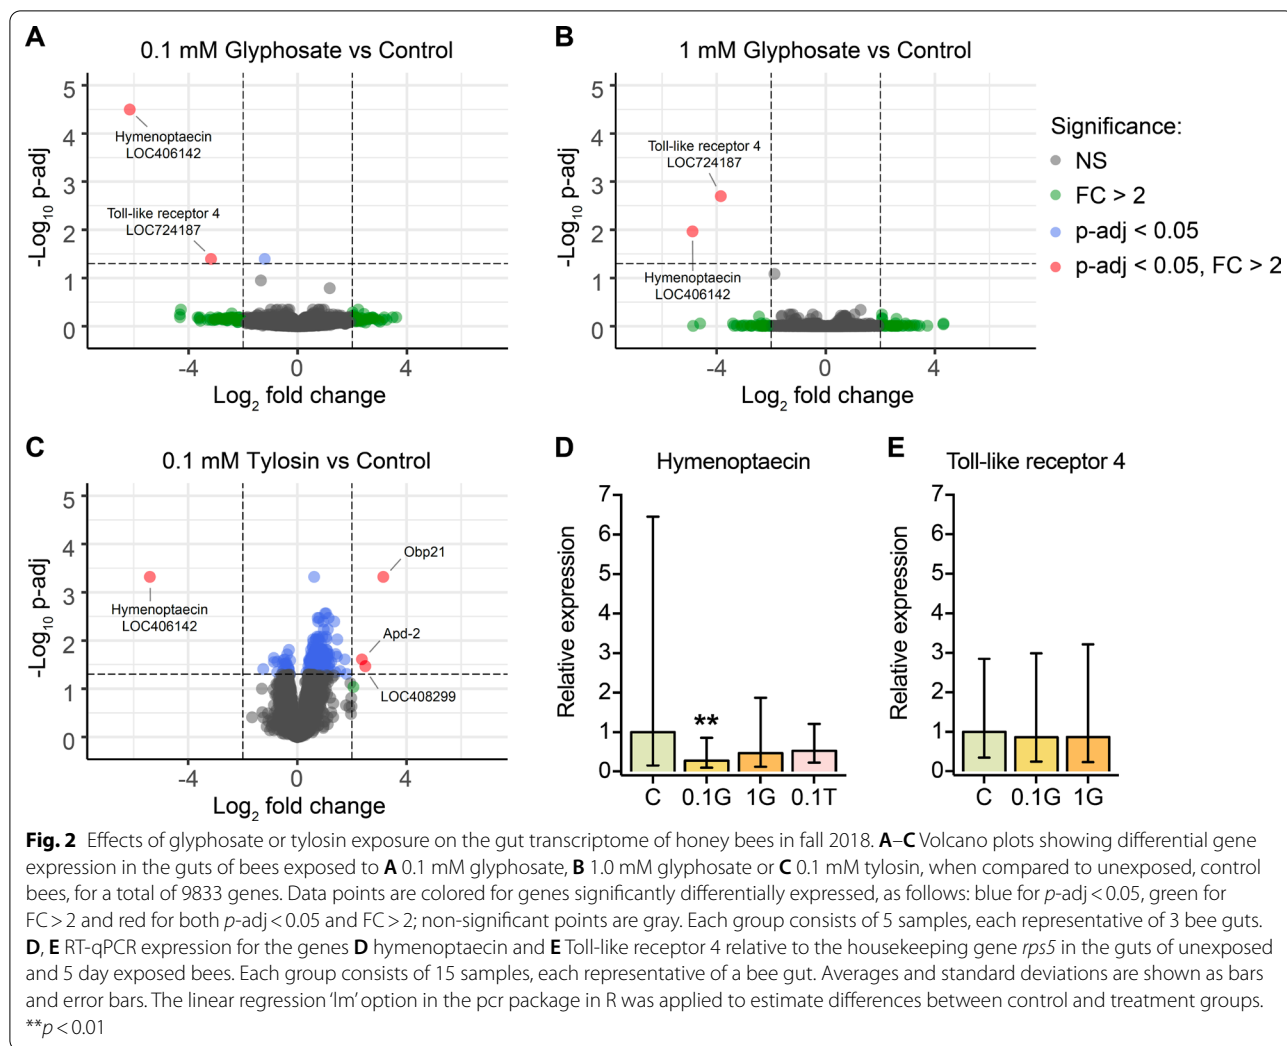 A
0.1 mM Glyphosate vs Control
5
4
3
2
1
0
-Log10 p-adj
Hymenoptaecin
LOC406142
Toll-like receptor 4
LOC724187
-4
0
4
Log2 fold change
B
1 mM Glyphosate vs Control
5
4
3
2
1
0
-Log10 p-adj
Toll-like receptor 4
LOC724187
Hymenoptaecin
LOC406142
-4
0
4
Log2 fold change
Significance:
NS
FC > 2
p-adj < 0.05
p-adj < 0.05, FC > 2
C
0.1 mM Tylosin vs Control
5
4
3
2
1
0
-Log10 p-adj
Obp21
Hymenoptaecin
LOC406142
Apd-2
LOC408299
-4
0
4
Log2 fold change
D
Hymenoptaecin
7
6
5
4
3
2
1
0
Relative expression
**
C
0.1G
1G
0.1T
E
Toll-like receptor 4
7
6
5
4
3
2
1
0
Relative expression
C
0.1G
1G
Fig. 2 Effects of glyphosate or tylosin exposure on the gut transcriptome of honey bees in fall 2018. A–C Volcano plots showing differential gene
expression in the guts of bees exposed to A 0.1 mM glyphosate, B 1.0 mM glyphosate or C 0.1 mM tylosin, when compared to unexposed, control
bees, for a total of 9833 genes. Data points are colored for genes significantly differentially expressed, as follows: blue for p-adj < 0.05, green for
FC > 2 and red for both p-adj < 0.05 and FC > 2; non-significant points are gray. Each group consists of 5 samples, each representative of 3 bee guts.
D, E RT-qPCR expression for the genes D hymenoptaecin and E Toll-like receptor 4 relative to the housekeeping gene rps5 in the guts of unexposed
and 5 day exposed bees. Each group consists of 15 samples, each representative of a bee gut. Averages and standard deviations are shown as bars
and error bars. The linear regression 'lm' option in the pcr package in R was applied to estimate differences between control and treatment groups.
**p < 0.01